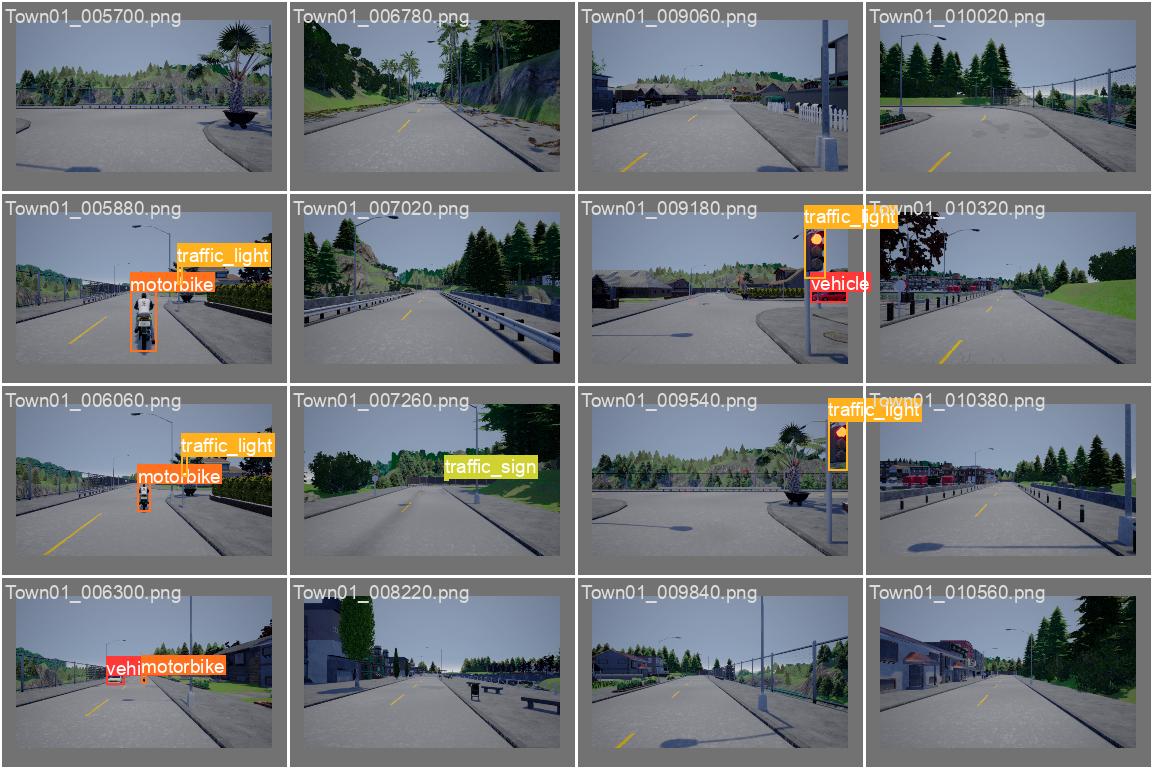 Town01_005700.png
Town01_006780.png
Town01_009060.png
Town01_010020.png
Town01_005880.png
traffic_light
motorbike
Town01_007020.png
Town01_009180.png
traffic_light
vehicle
Town01_010320.png
Town01_006060.png
traffic_light
motorbike
Town01_007260.png
traffic_sign
Town01_009540.png
traffic_light
Town01_010380.png
Town01_006300.png
vehi
motorbike
Town01_008220.png
Town01_009840.png
Town01_010560.png